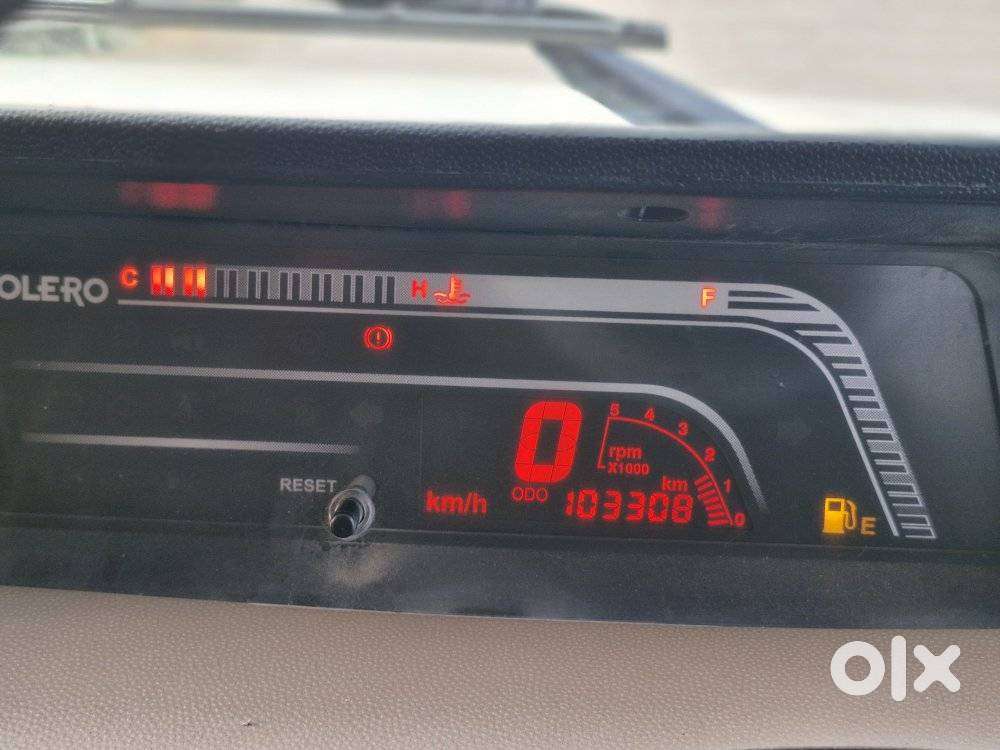 OLERO
C
H
F
5
4
3
2
1
0
rpm
X1000
0
km
RESET
km/h
ODO
103308
E
olx